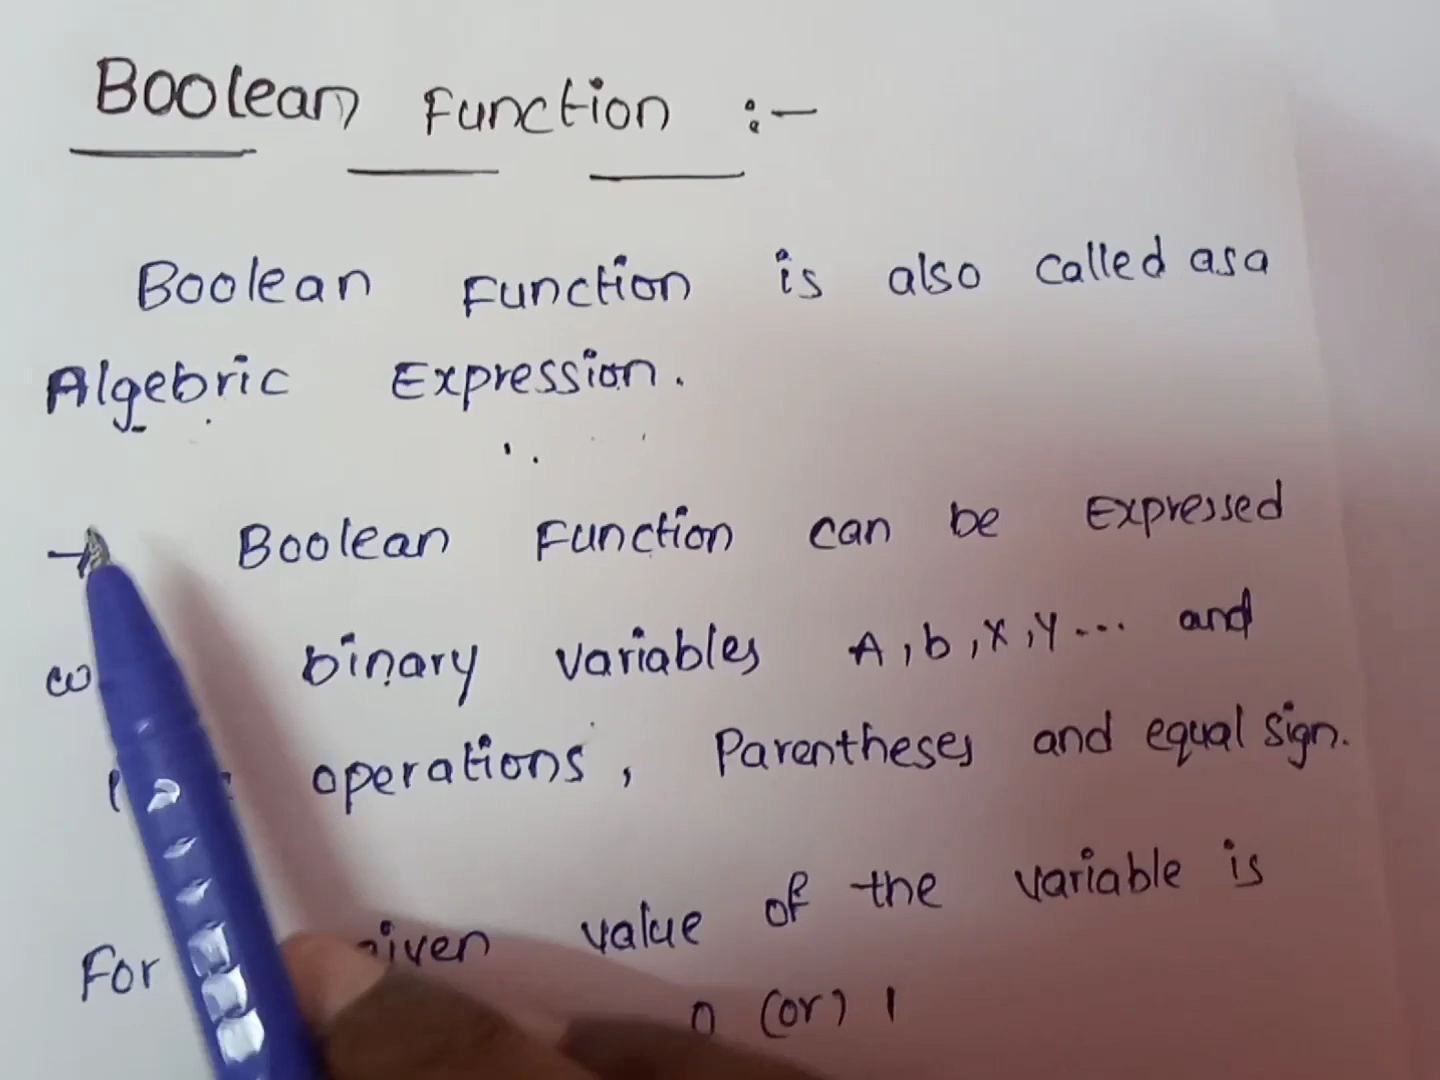 Boolean Function :-
Boolean Function is also called as a
Algebric Expression.
→ Boolean Function can be Expressed
binary variables A, b, x, y... and
operations, Parentheses and equal sign.
For given value of the variable is
0 (or) 1